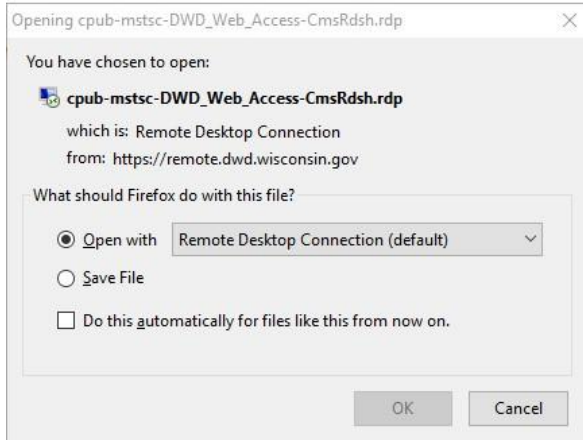 Opening cpub-mstsc-DWD_Web_Access-CmsRdsh.rdp
You have chosen to open:
cpub-mstsc-DWD_Web_Access-CmsRdsh.rdp
which is: Remote Desktop Connection
from: https://remote.dwd.wisconsin.gov
What should Firefox do with this file?
Open with Remote Desktop Connection (default)
Save File
Do this automatically for files like this from now on.
OK Cancel